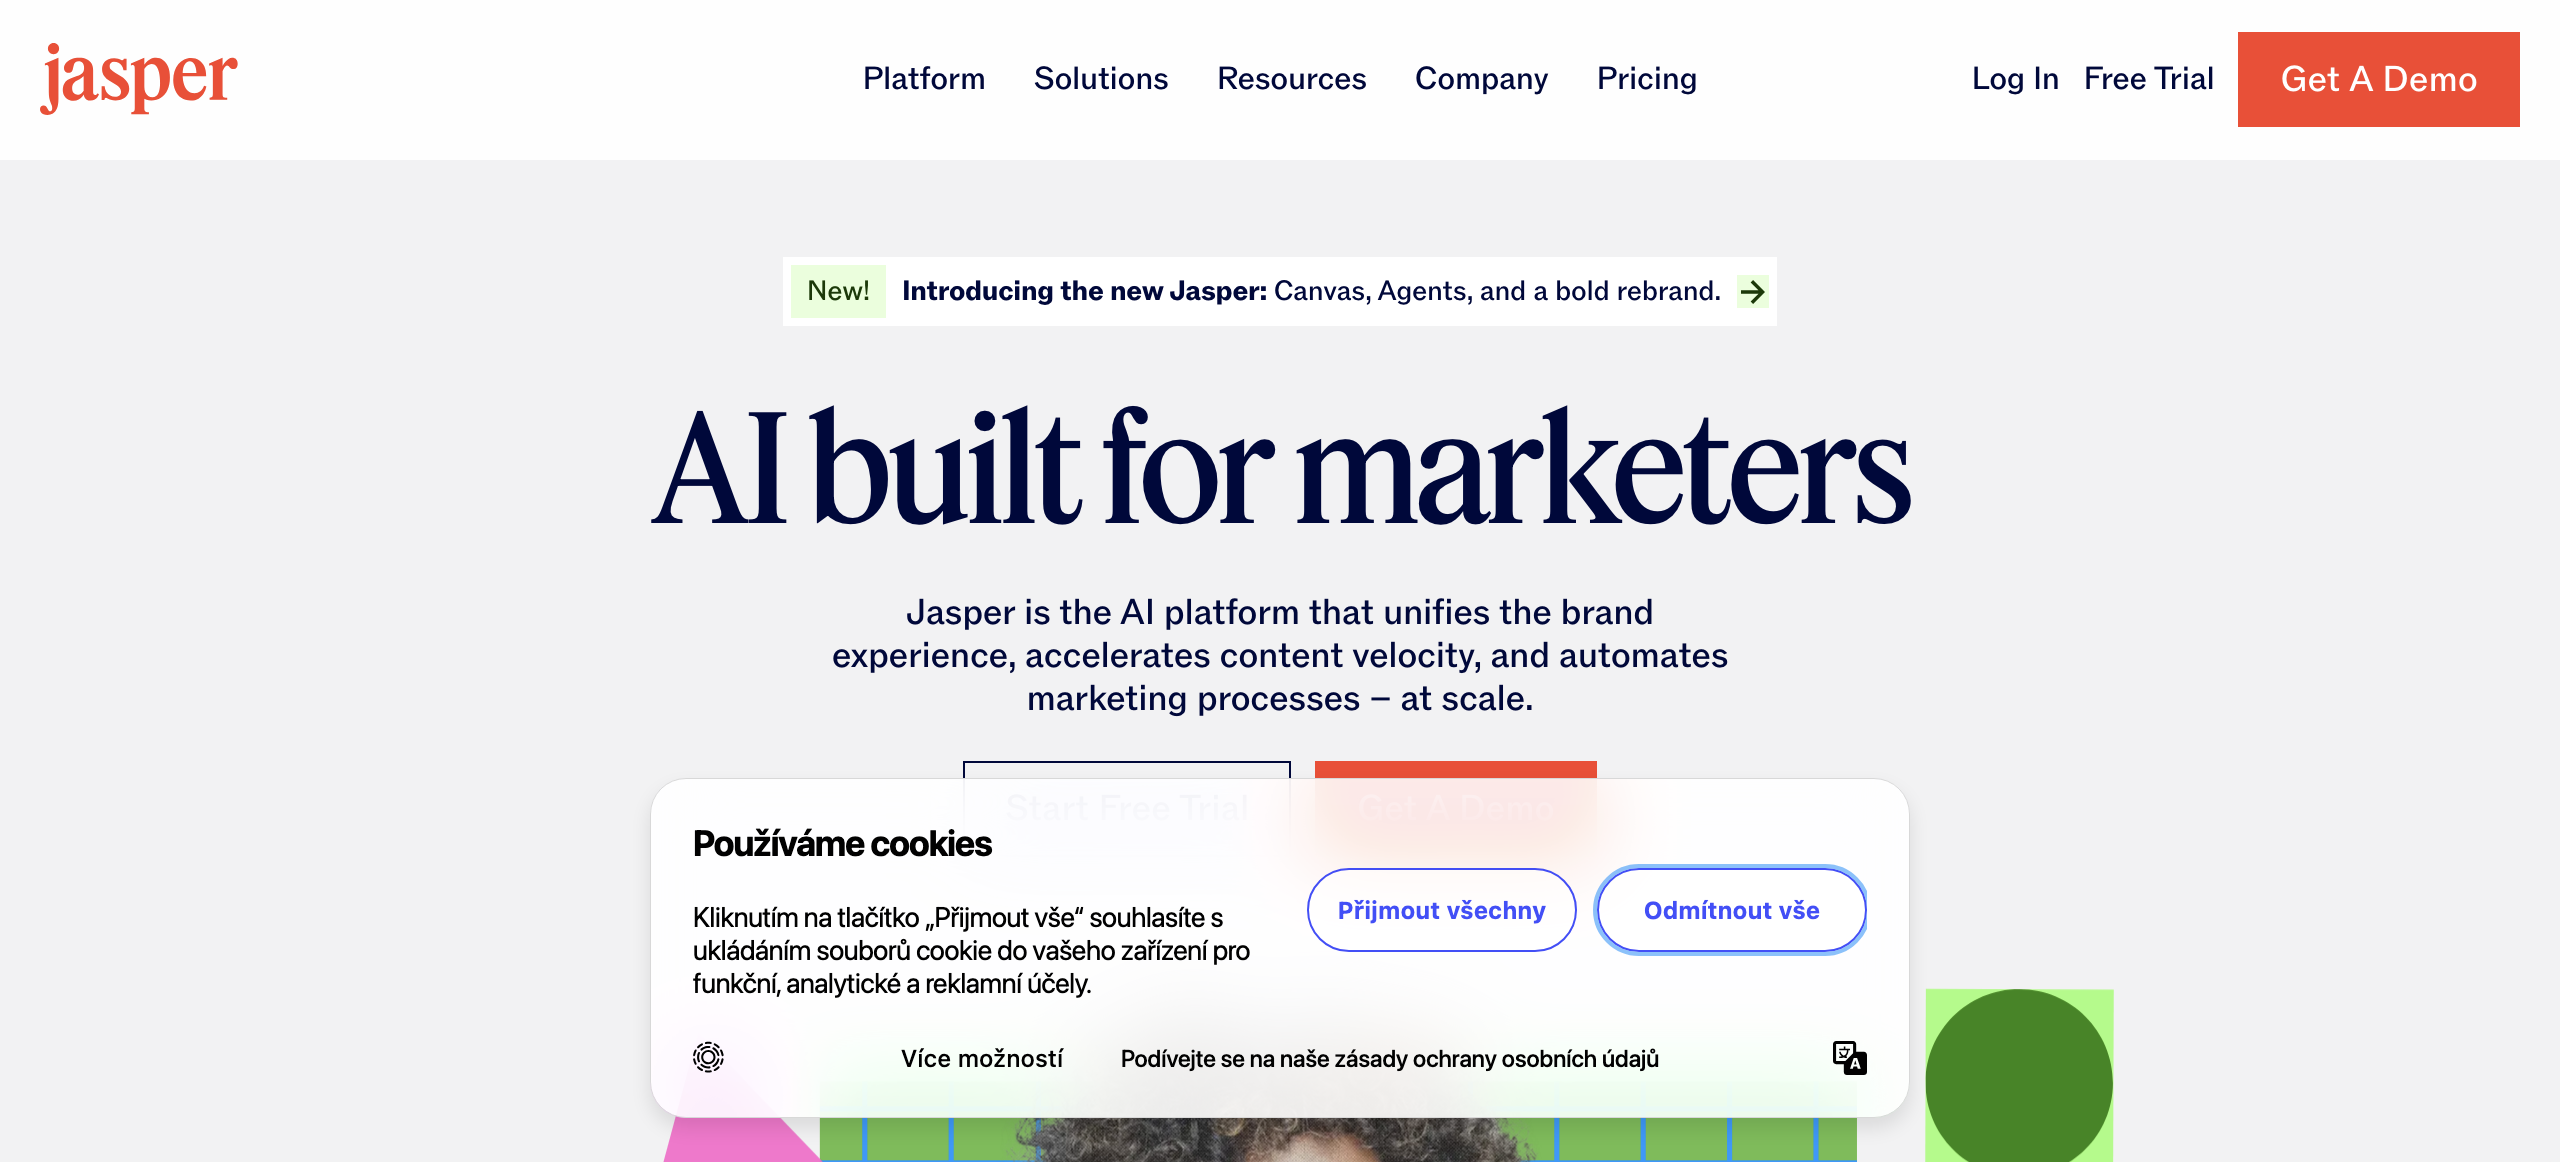 jasper
Platform
Solutions
Resources
Company
Pricing
Log In
Free Trial
Get A Demo
New!
Introducing the new Jasper: Canvas, Agents, and a bold rebrand.
AI built for marketers
Jasper is the AI platform that unifies the brand
experience, accelerates content velocity, and automates
marketing processes – at scale.
Start Free Trial
Get A Demo
Používáme cookies
Kliknutím na tlačítko „Přijmout vše“ souhlasíte s
ukládáním souborů cookie do vašeho zařízení pro
funkční, analytické a reklamní účely.
Přijmout všechny
Odmítnout vše
Více možností
Podívejte se na naše zásady ochrany osobních údajů